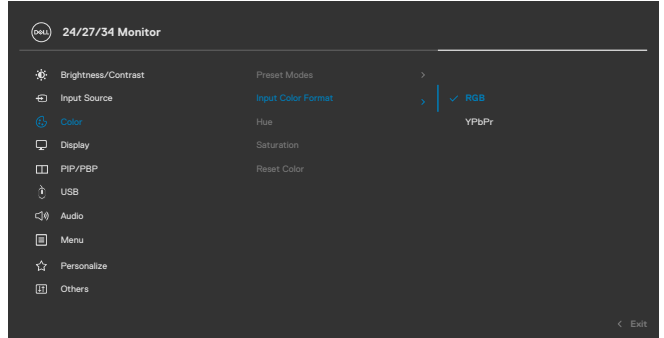 DELL 24/27/34 Monitor
Brightness/Contrast Preset Modes >
Input Source Input Color Format > ✓ RGB
Color Hue YPbPr
Display Saturation
PIP/PBP Reset Color
USB
Audio
Menu
Personalize
Others
< Exit